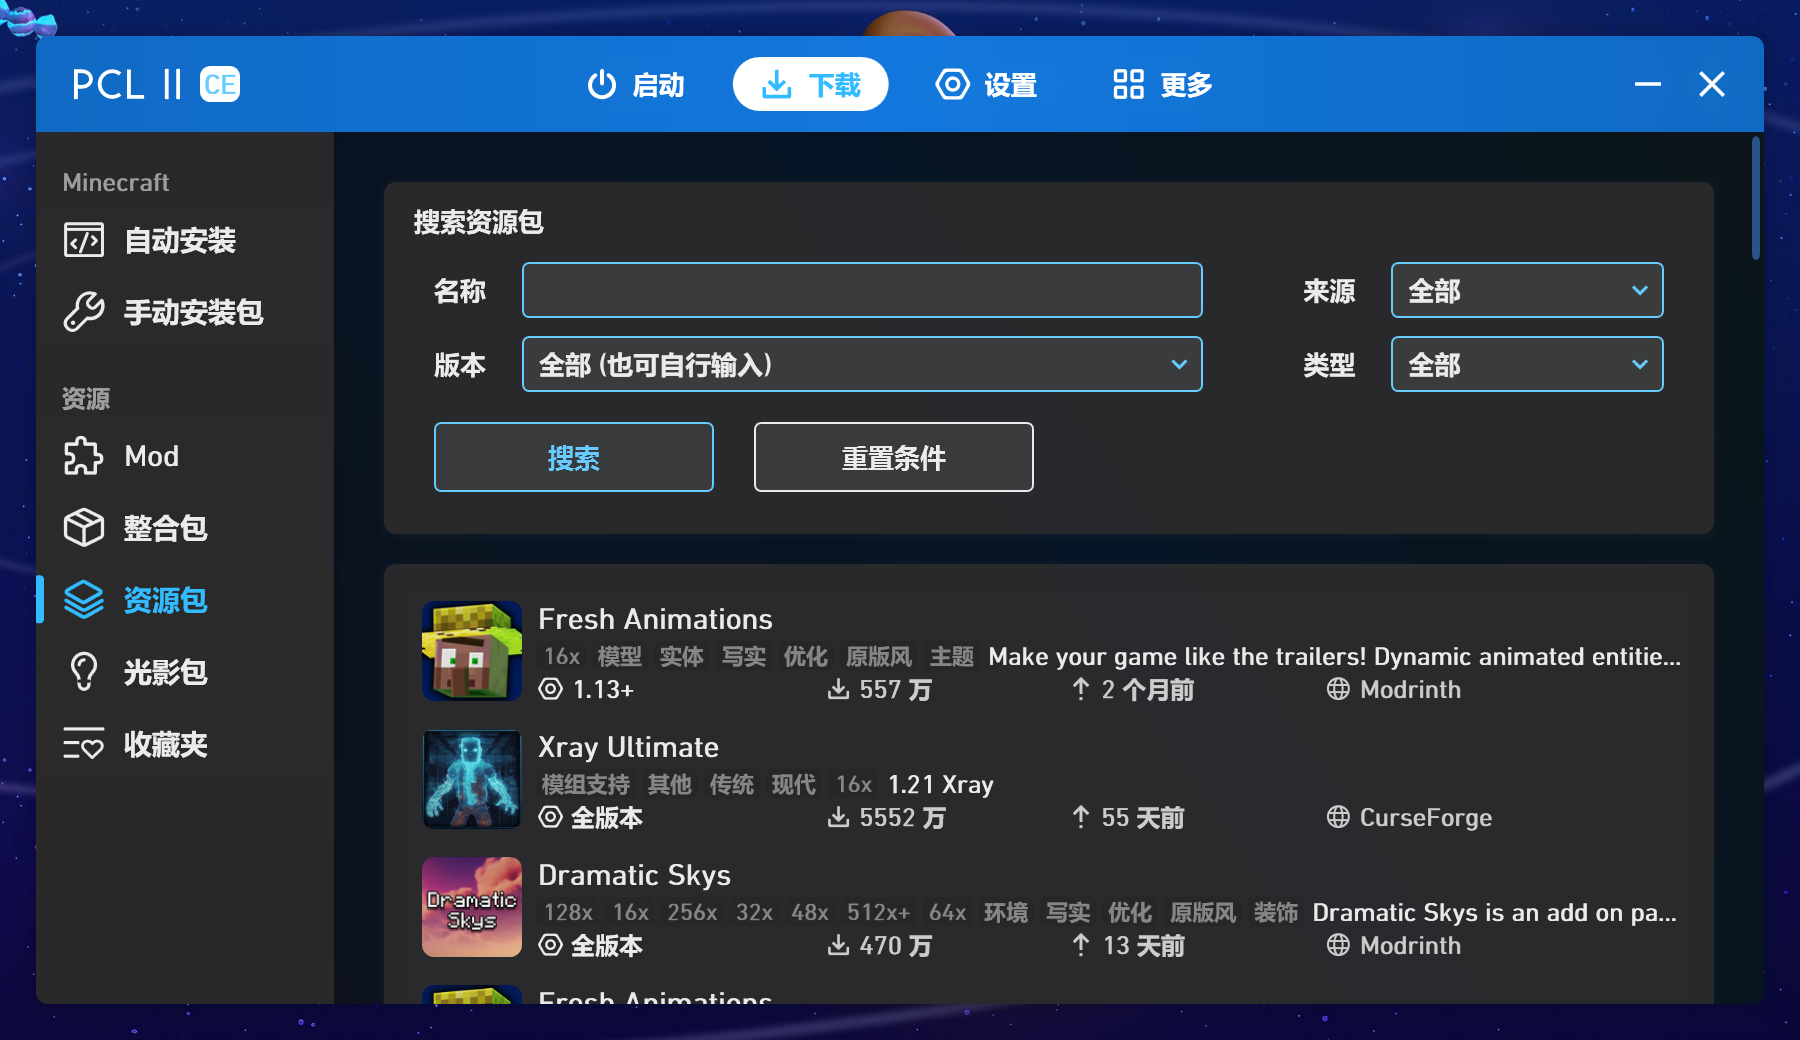 PCL II CE
启动
下载
设置
更多
Minecraft
自动安装
手动安装包
资源
Mod
整合包
资源包
光影包
收藏夹
搜索资源包
名称
来源 全部
版本 全部 (也可自行输入)
类型 全部
搜索
重置条件
Fresh Animations
16x 模型 实体 写实 优化 原版风 主题 Make your game like the trailers! Dynamic animated entitie...
1.13+ 557 万 2 个月前 Modrinth
Xray Ultimate
模组支持 其他 传统 现代 16x 1.21 Xray
全版本 5552 万 55 天前 CurseForge
Dramatic Skys
Dramatic
Skys
128x 16x 256x 32x 48x 512x+ 64x 环境 写实 优化 原版风 装饰 Dramatic Skys is an add on pa...
全版本 470 万 13 天前 Modrinth
Fresh Animations